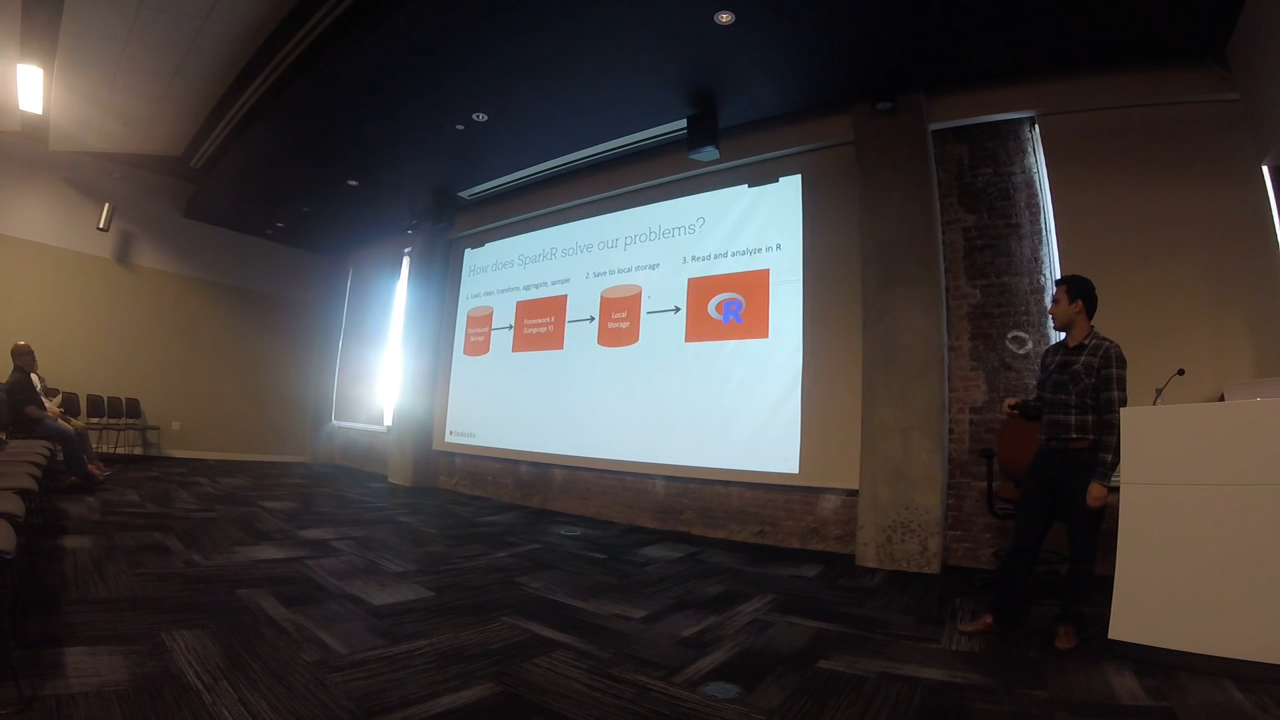 How does SparkR solve our problems?
1. Load, clean, transform, aggregate, sample
2. Save to local storage
3. Read and analyze in R
Distributed
Storage
Framework X
(Language Y)
Local
Storage
R
databricks